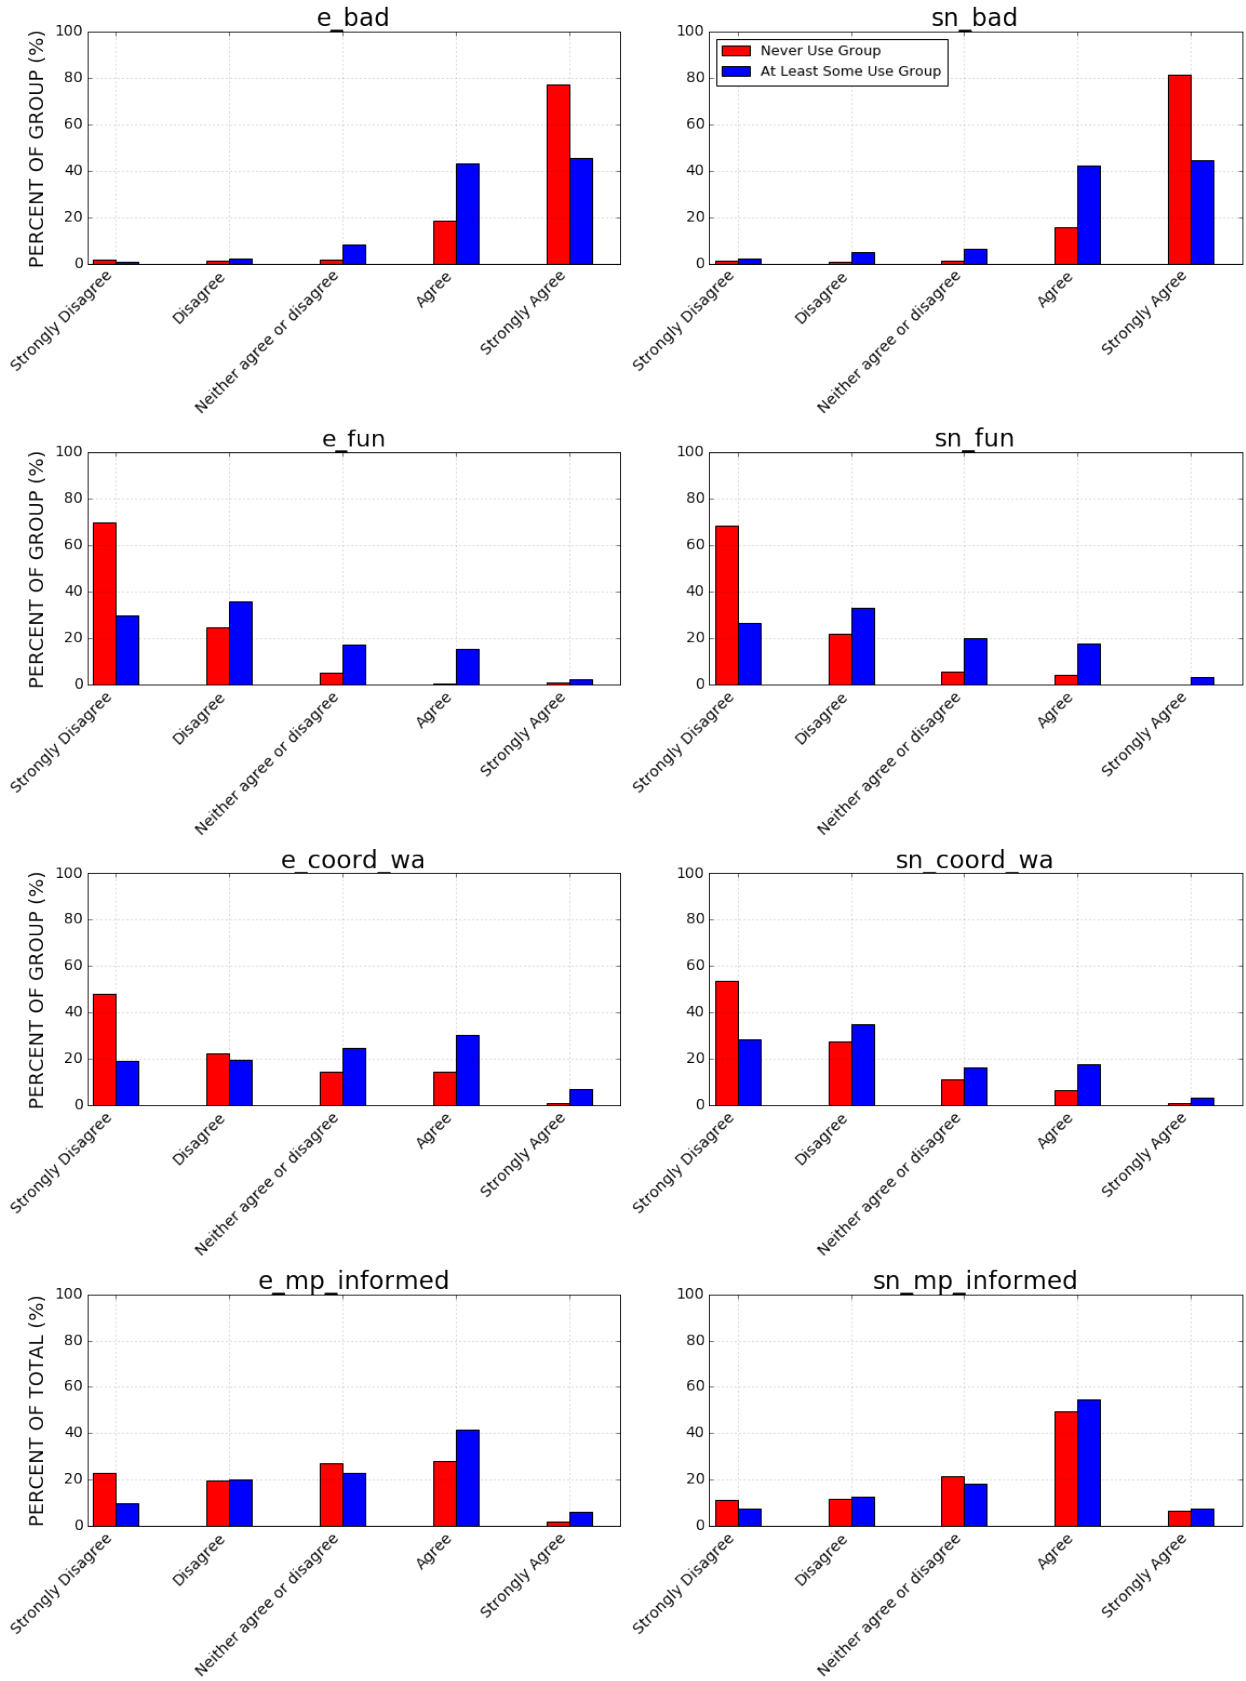 e_bad
PERCENT OF GROUP (%)
100
80
60
40
20
0
Strongly Disagree
Disagree
Neither agree or disagree
Agree
Strongly Agree
sn_bad
Never Use Group
At Least Some Use Group
100
80
60
40
20
0
Strongly Disagree
Disagree
Neither agree or disagree
Agree
Strongly Agree
e_fun
PERCENT OF GROUP (%)
100
80
60
40
20
0
Strongly Disagree
Disagree
Neither agree or disagree
Agree
Strongly Agree
sn_fun
100
80
60
40
20
0
Strongly Disagree
Disagree
Neither agree or disagree
Agree
Strongly Agree
e_coord_wa
PERCENT OF GROUP (%)
100
80
60
40
20
0
Strongly Disagree
Disagree
Neither agree or disagree
Agree
Strongly Agree
sn_coord_wa
100
80
60
40
20
0
Strongly Disagree
Disagree
Neither agree or disagree
Agree
Strongly Agree
e_mp_informed
PERCENT OF TOTAL (%)
100
80
60
40
20
0
Strongly Disagree
Disagree
Neither agree or disagree
Agree
Strongly Agree
sn_mp_informed
100
80
60
40
20
0
Strongly Disagree
Disagree
Neither agree or disagree
Agree
Strongly Agree